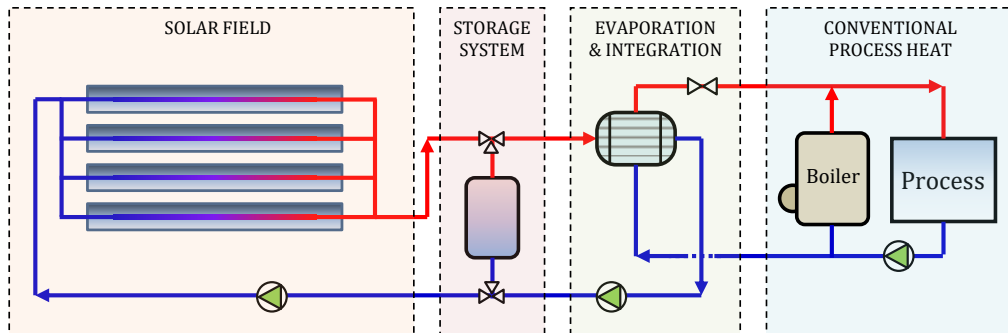 SOLAR FIELD
STORAGE
SYSTEM
EVAPORATION
& INTEGRATION
CONVENTIONAL
PROCESS HEAT
Boiler
Process